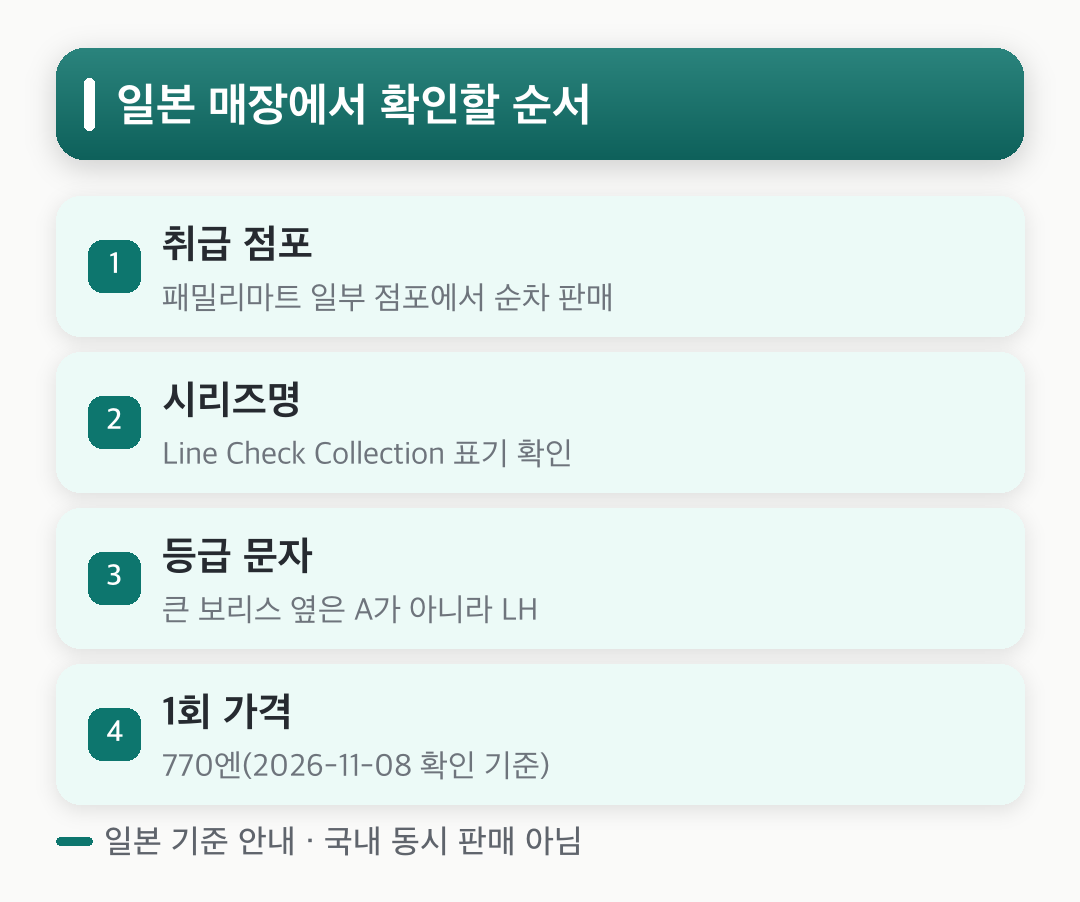 일본 매장에서 확인할 순서
1
취급 점포
패밀리마트 일부 점포에서 순차 판매
2
시리즈명
Line Check Collection 표기 확인
3
등급 문자
큰 보리스 옆은 A가 아니라 LH
4
1회 가격
770엔(2026-11-08 확인 기준)
일본 기준 안내 · 국내 동시 판매 아님